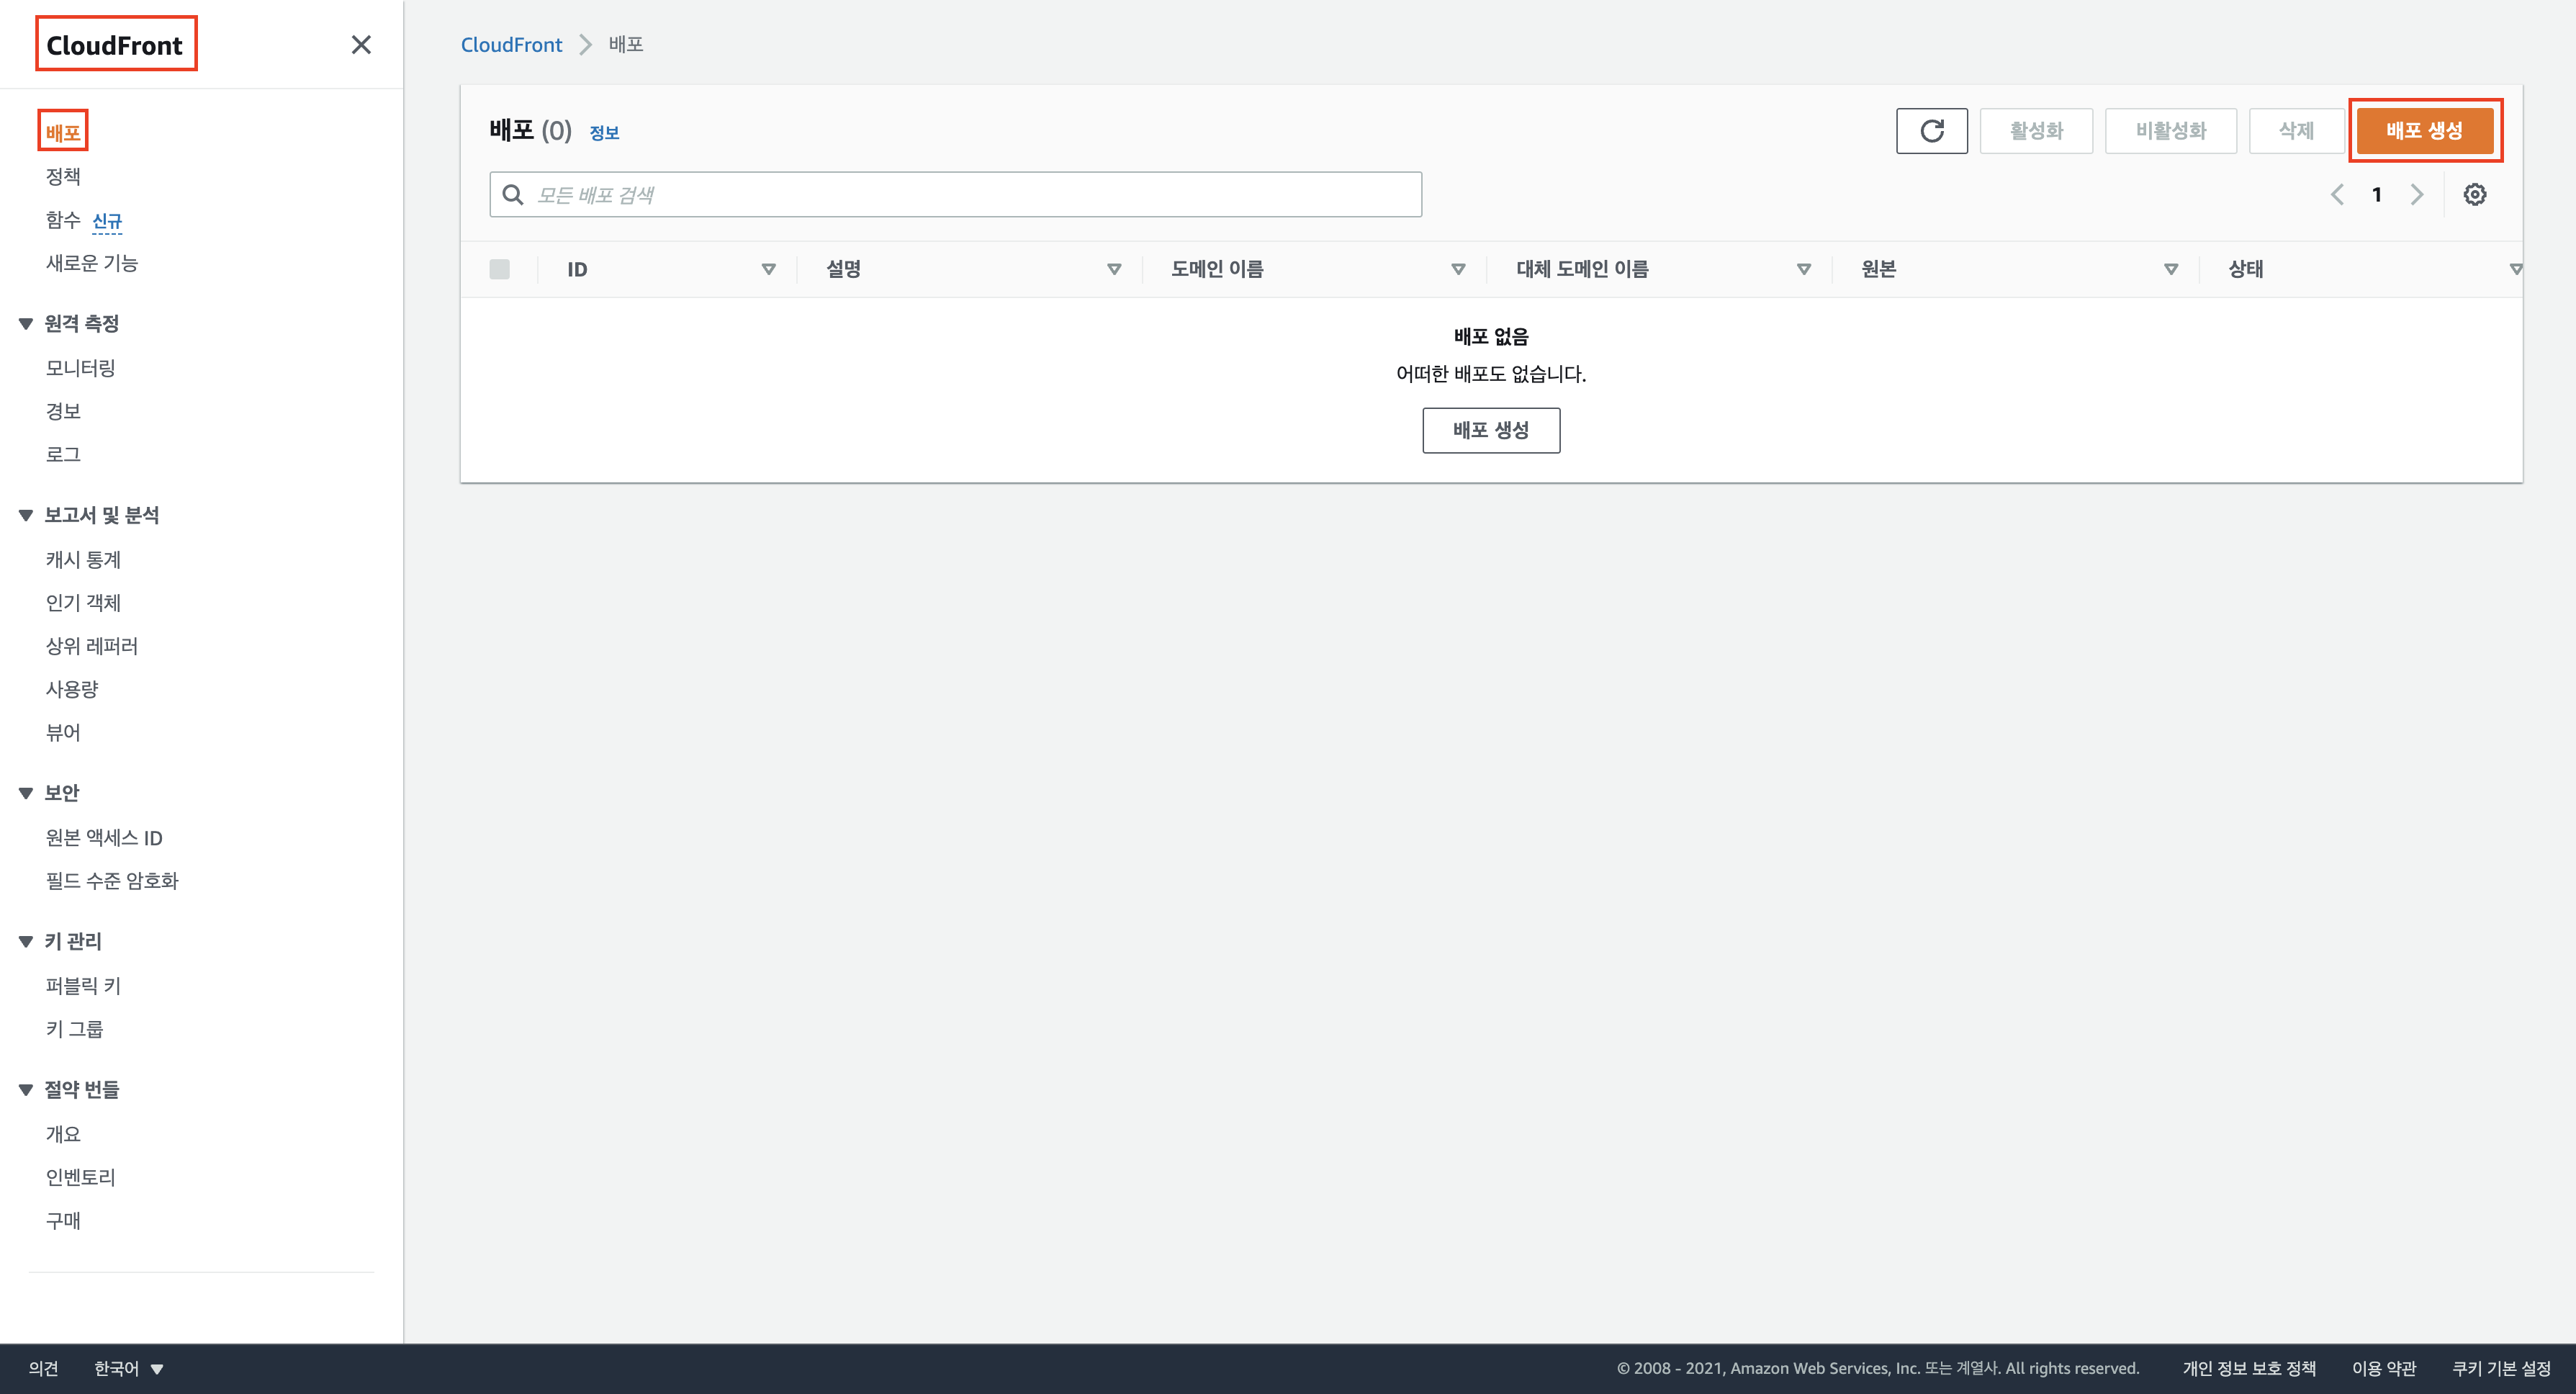 CloudFront
배포
정책
함수 신규
새로운 기능
원격 측정
모니터링
경보
로그
보고서 및 분석
캐시 통계
인기 객체
상위 레퍼러
사용량
뷰어
보안
원본 액세스 ID
필드 수준 암호화
키 관리
퍼블릭 키
키 그룹
절약 번들
개요
인벤토리
구매
CloudFront 배포
배포 (0) 정보
활성화 비활성화 삭제 배포 생성
모든 배포 검색
1
ID 설명 도메인 이름 대체 도메인 이름 원본 상태
배포 없음
어떠한 배포도 없습니다.
배포 생성
의견 한국어 © 2008 - 2021, Amazon Web Services, Inc. 또는 계열사. All rights reserved. 개인 정보 보호 정책 이용 약관 쿠키 기본 설정